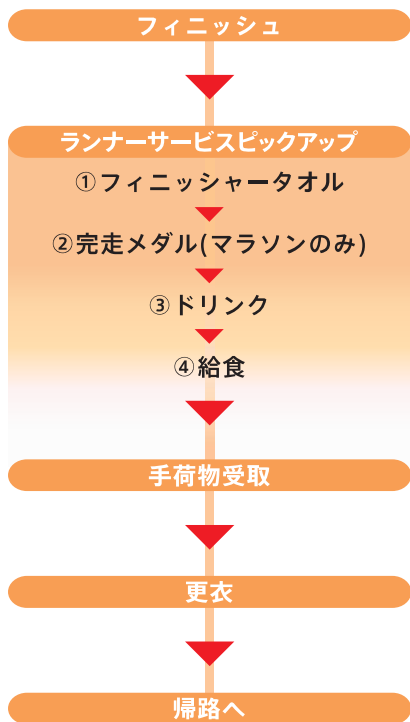 フィニッシュ
ランナーサービスピックアップ
①フィニッシャータオル
②完走メダル(マラソンのみ)
③ドリンク
④給食
手荷物受取
更衣
帰路へ